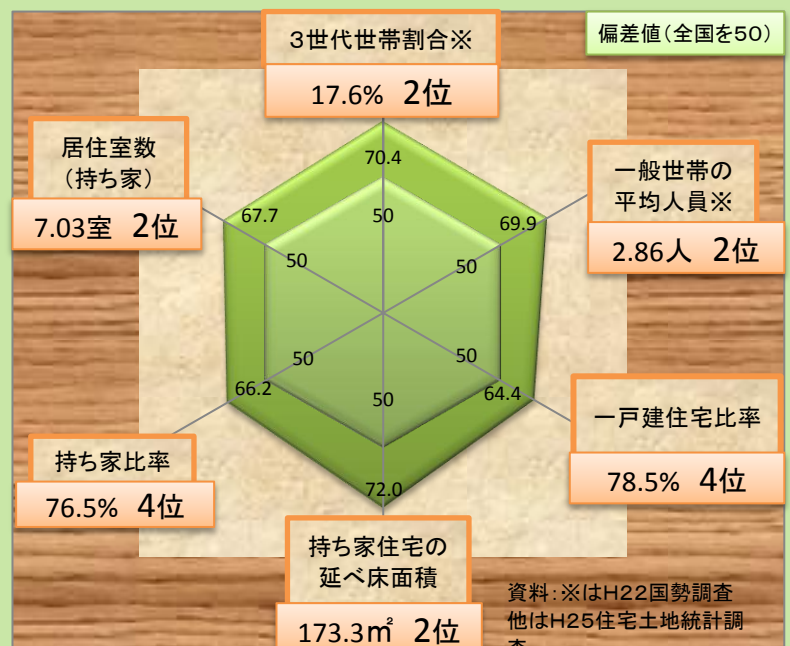 偏差値(全国を50)
3世代世帯割合※
17.6% 2位
居住室数
(持ち家)
7.03室 2位
一般世帯の
平均人員※
2.86人 2位
70.4
50
67.7
50
69.9
50
66.2
50
64.4
50
72.0
50
持ち家比率
76.5% 4位
一戸建住宅比率
78.5% 4位
持ち家住宅の
延べ床面積
173.3㎡ 2位
資料:※はH22国勢調査
他はH25住宅土地統計調